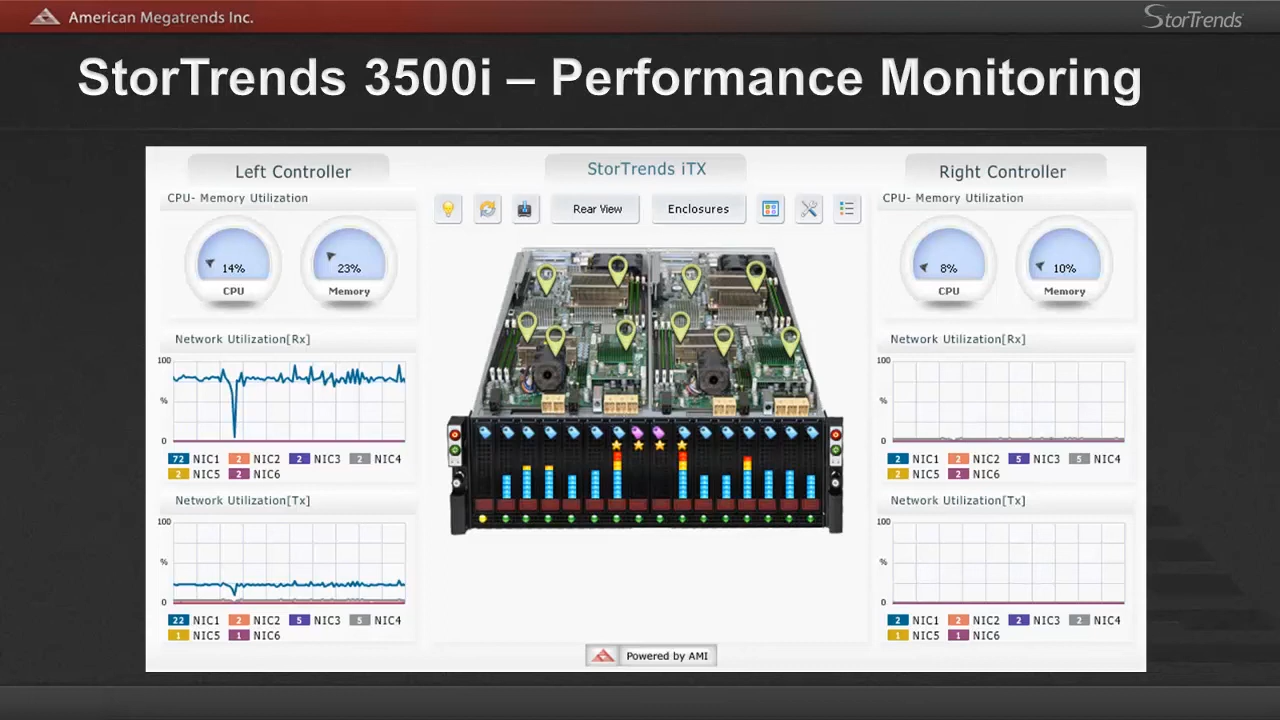 American Megatrends Inc.
StorTrends
StorTrends 3500i – Performance Monitoring
Left Controller
CPU- Memory Utilization
14%
CPU
23%
Memory
Network Utilization[Rx]
100
%
0
72 NIC1 2 NIC2 2 NIC3 2 NIC4
2 NIC5 2 NIC6
Network Utilization[Tx]
100
%
0
22 NIC1 2 NIC2 5 NIC3 5 NIC4
1 NIC5 1 NIC6
StorTrends iTX
Rear View
Enclosures
Powered by AMI
Right Controller
CPU- Memory Utilization
8%
CPU
10%
Memory
Network Utilization[Rx]
100
%
0
2 NIC1 2 NIC2 5 NIC3 5 NIC4
2 NIC5 2 NIC6
Network Utilization[Tx]
100
%
0
2 NIC1 2 NIC2 2 NIC3 2 NIC4
1 NIC5 1 NIC6